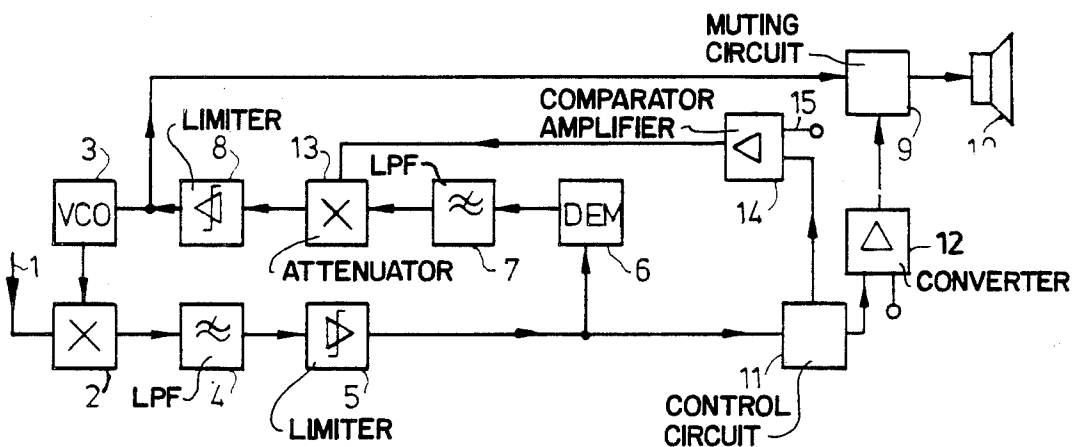 MUTING
CIRCUIT
COMPARATOR
AMPLIFIER
15
LIMITER
3
8
13
LPF
9
14
VCO
DEM
12
1
ATTENUATOR
7
6
CONVERTER
2
LPF
4
5
11
LIMITER
CONTROL
CIRCUIT